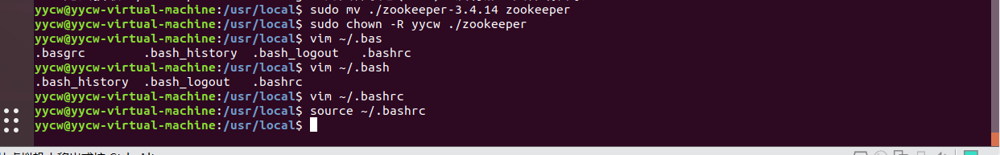 yycw@yycw-virtual-machine:/usr/local$ sudo mv ./zookeeper-3.4.14 zookeeper
yycw@yycw-virtual-machine:/usr/local$ sudo chown -R yycw ./zookeeper
yycw@yycw-virtual-machine:/usr/local$ vim ~/.bas
.basgrc .bash_history .bash_logout .bashrc
yycw@yycw-virtual-machine:/usr/local$ vim ~/.bash
.bash_history .bash_logout .bashrc
yycw@yycw-virtual-machine:/usr/local$ vim ~/.bashrc
yycw@yycw-virtual-machine:/usr/local$ source ~/.bashrc
yycw@yycw-virtual-machine:/usr/local$